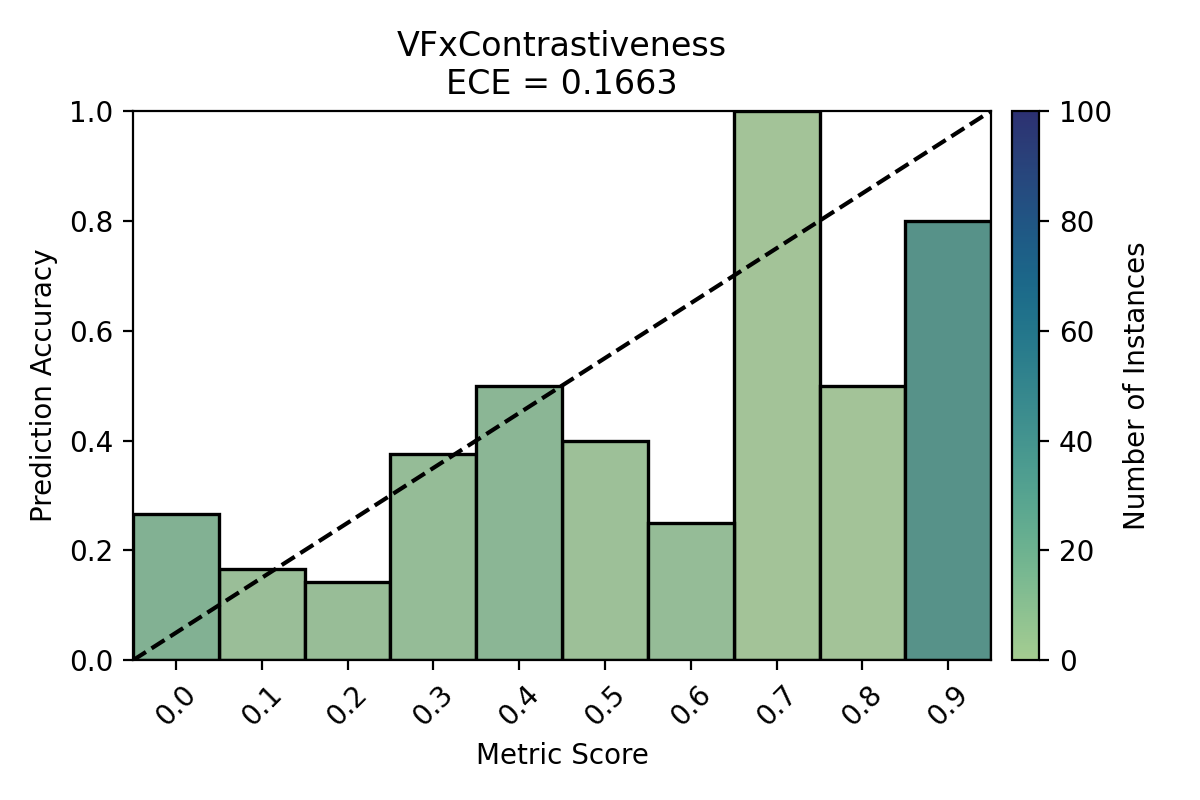 VFxContrastiveness
ECE = 0.1663
Prediction Accuracy
1.0
0.8
0.6
0.4
0.2
0.0
0.0 0.1 0.2 0.3 0.4 0.5 0.6 0.7 0.8 0.9
Metric Score
100
80
60
40
20
0
Number of Instances